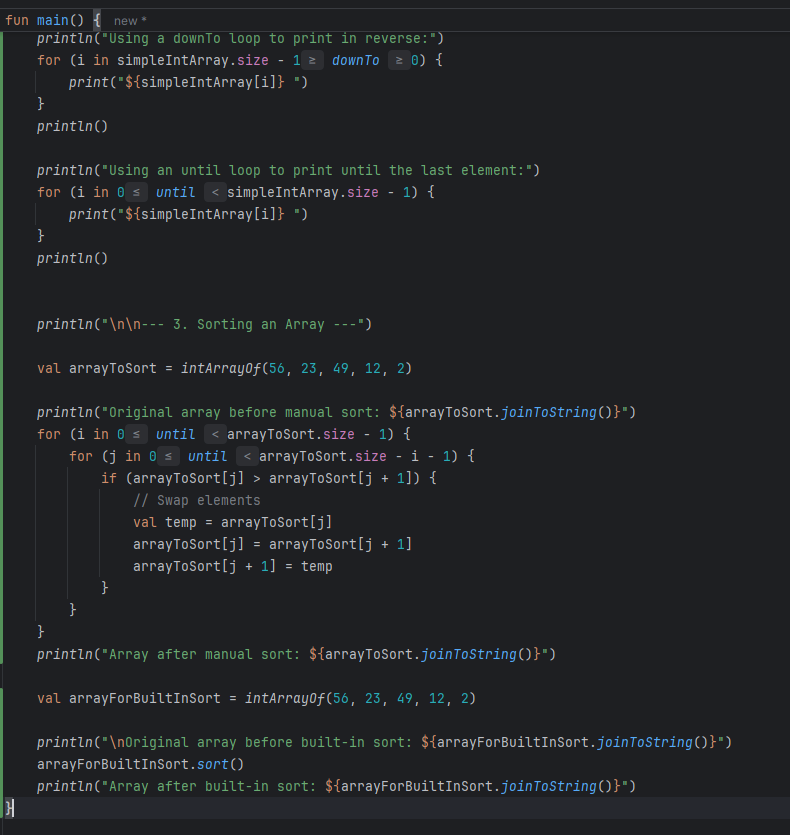 fun main() { new *
    println("Using a downTo loop to print in reverse:")
    for (i in simpleIntArray.size - 1 ≥ downTo ≥ 0) {
        print("${simpleIntArray[i]} ")
    }
    println()

    println("Using an until loop to print until the last element:")
    for (i in 0 ≤ until < simpleIntArray.size - 1) {
        print("${simpleIntArray[i]} ")
    }
    println()


    println("\n\n--- 3. Sorting an Array ---")

    val arrayToSort = intArrayOf(56, 23, 49, 12, 2)

    println("Original array before manual sort: ${arrayToSort.joinToString()}")
    for (i in 0 ≤ until < arrayToSort.size - 1) {
        for (j in 0 ≤ until < arrayToSort.size - i - 1) {
            if (arrayToSort[j] > arrayToSort[j + 1]) {
                // Swap elements
                val temp = arrayToSort[j]
                arrayToSort[j] = arrayToSort[j + 1]
                arrayToSort[j + 1] = temp
            }
        }
    }
    println("Array after manual sort: ${arrayToSort.joinToString()}")

    val arrayForBuiltInSort = intArrayOf(56, 23, 49, 12, 2)

    println("\nOriginal array before built-in sort: ${arrayForBuiltInSort.joinToString()}")
    arrayForBuiltInSort.sort()
    println("Array after built-in sort: ${arrayForBuiltInSort.joinToString()}")
}